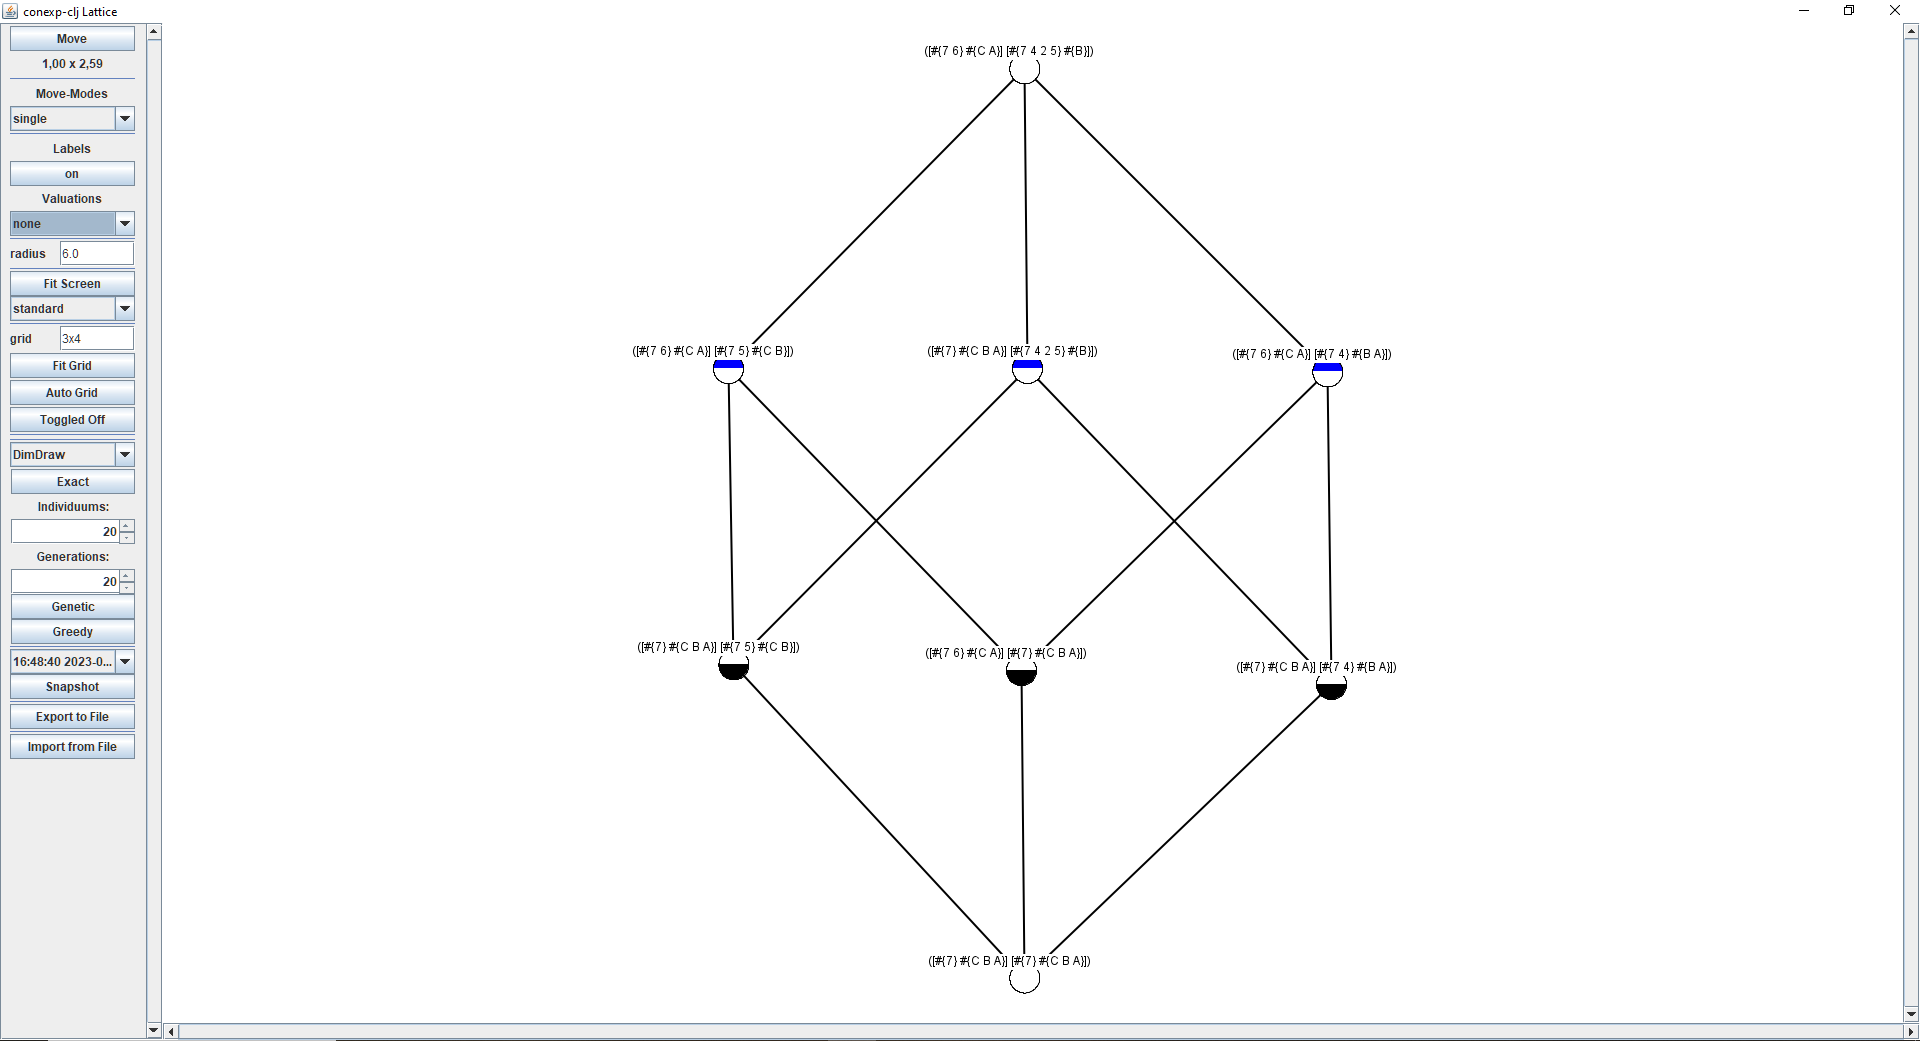 conexp-clj Lattice
Move
1,00 x 2,59
Move-Modes
single
Labels
on
Valuations
none
radius 6.0
Fit Screen
standard
grid 3x4
Fit Grid
Auto Grid
Toggled Off
DimDraw
Exact
Individuums:
20
Generations:
20
Genetic
Greedy
16:48:40 2023-0...
Snapshot
Export to File
Import from File
([#{7 6} #{C A}] [#{7 4 2 5} #{B}])
([#{7 6} #{C A}] [#{7 5} #{C B}])
([#{7} #{C B A}] [#{7 4 2 5} #{B}])
([#{7 6} #{C A}] [#{7 4} #{B A}])
([#{7} #{C B A}] [#{7 5} #{C B}])
([#{7 6} #{C A}] [#{7} #{C B A}])
([#{7} #{C B A}] [#{7 4} #{B A}])
([#{7} #{C B A}] [#{7} #{C B A}])